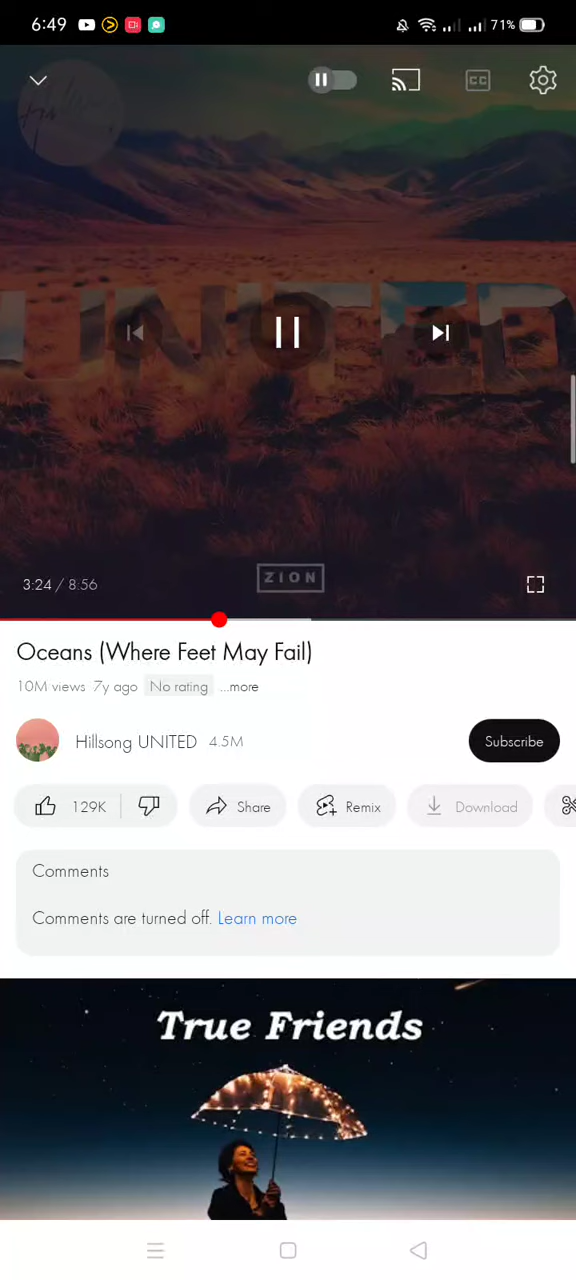 6:49
71%
CC
UNITED
ZION
3:24 / 8:56
Oceans (Where Feet May Fail)
10M views 7y ago No rating ...more
Hillsong UNITED 4.5M Subscribe
129K Share Remix Download
Comments
Comments are turned off. Learn more
True Friends